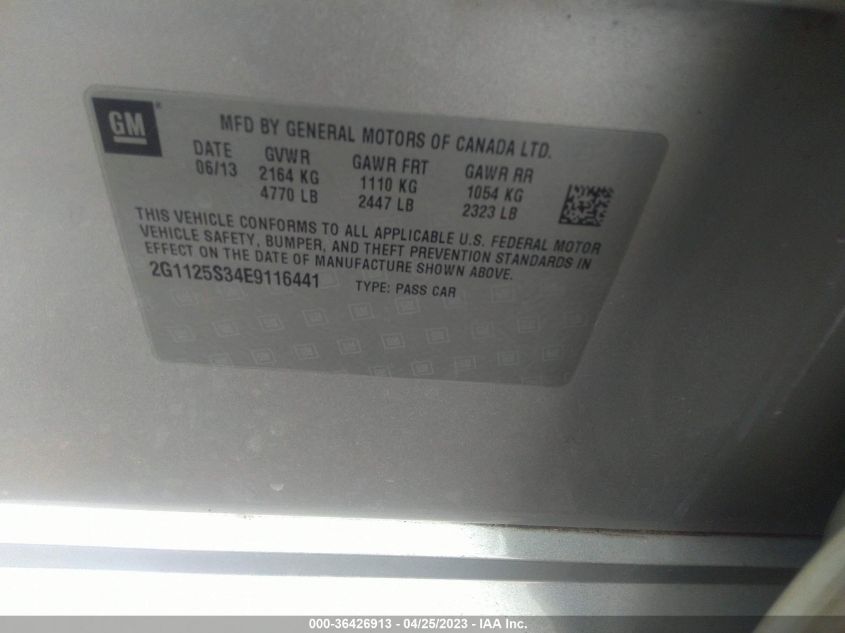 GM
MFD BY GENERAL MOTORS OF CANADA LTD.
DATE GVWR GAWR FRT GAWR RR
06/13 2164 KG 1110 KG 1054 KG
4770 LB 2447 LB 2323 LB
THIS VEHICLE CONFORMS TO ALL APPLICABLE U.S. FEDERAL MOTOR
VEHICLE SAFETY, BUMPER, AND THEFT PREVENTION STANDARDS IN
EFFECT ON THE DATE OF MANUFACTURE SHOWN ABOVE.
2G1125S34E9116441 TYPE: PASS CAR
000-36426913 - 04/25/2023 - IAA Inc.